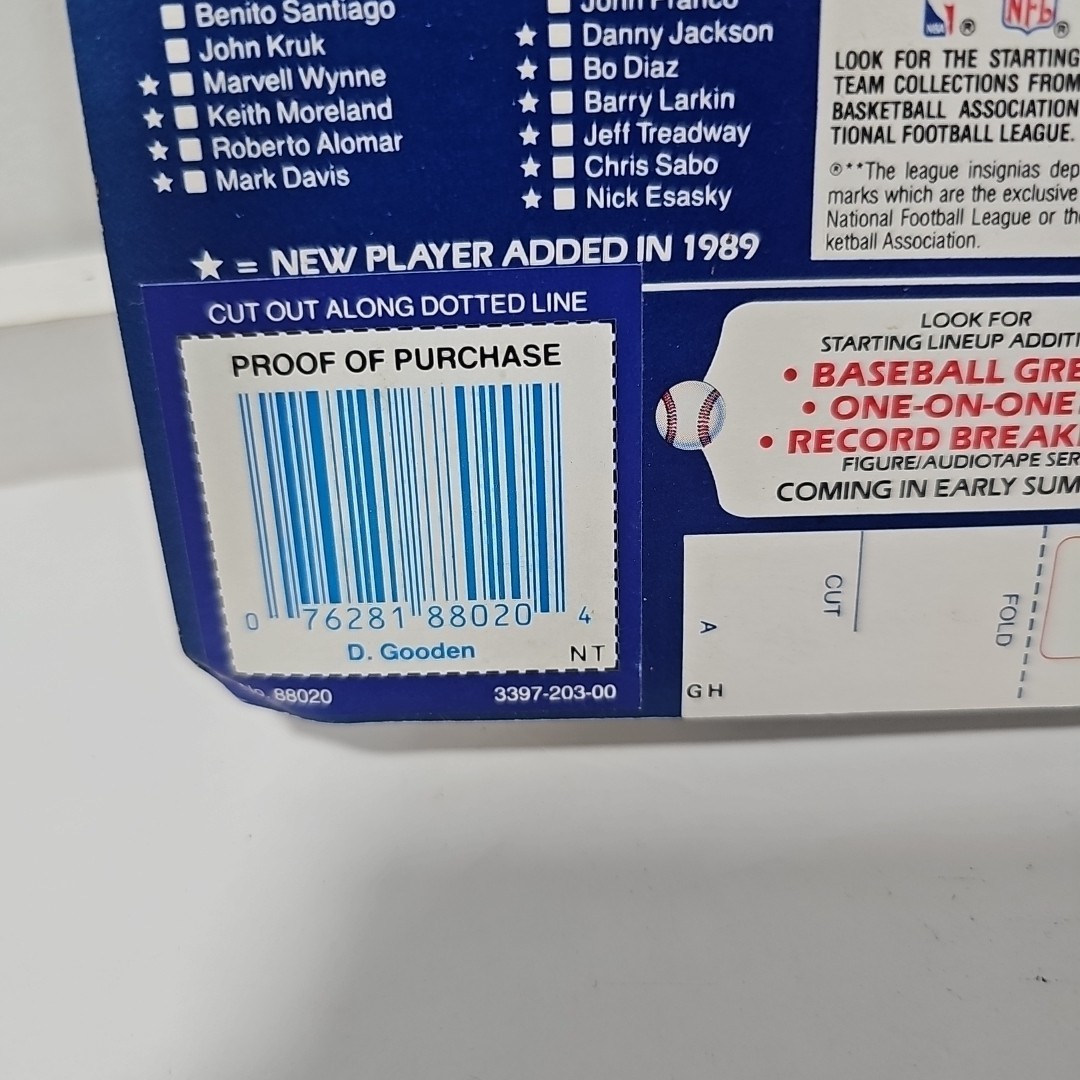 Benito Santiago
John Kruk
★ Marvell Wynne
★ Keith Moreland
★ Roberto Alomar
★ Mark Davis
John Franco
★ Danny Jackson
★ Bo Diaz
★ Barry Larkin
★ Jeff Treadway
★ Chris Sabo
★ Nick Esasky
★ = NEW PLAYER ADDED IN 1989
NBA ® NFL ®
LOOK FOR THE STARTING
TEAM COLLECTIONS FROM
BASKETBALL ASSOCIATION
TIONAL FOOTBALL LEAGUE.
®**The league insignias dep
marks which are the exclusive
National Football League or th
ketball Association.
CUT OUT ALONG DOTTED LINE
PROOF OF PURCHASE
0 76281 88020 4
D. Gooden
NT
No. 88020
3397-203-00
LOOK FOR
STARTING LINEUP ADDITI
• BASEBALL GRE
• ONE-ON-ONE
• RECORD BREAK
FIGURE/AUDIOTAPE SER
COMING IN EARLY SUM
CUT
FOLD
A
GH